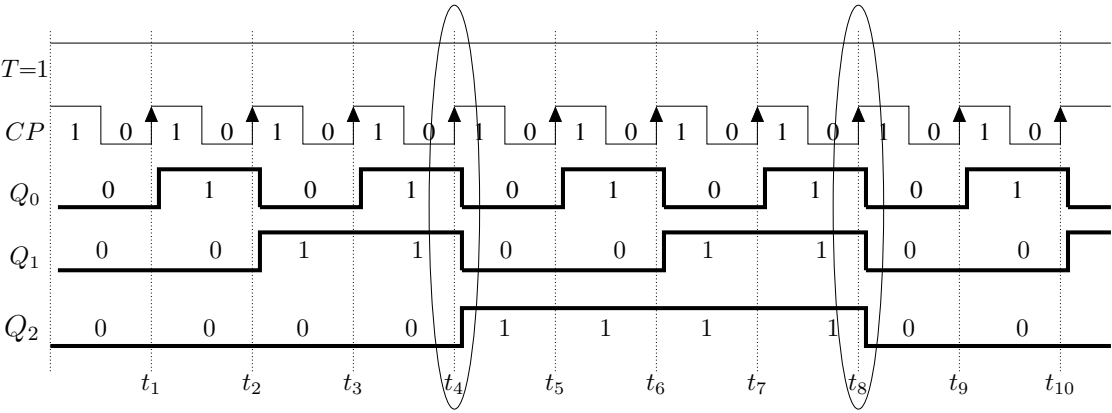 T=1
CP 1 0 1 0 1 0 1 0 1 0 1 0 1 0 1 0 1 0 1 0
Q₀ 0 1 0 1 0 1 0 1 0 1
Q₁ 0 0 1 1 0 0 1 1 0 0
Q₂ 0 0 0 0 1 1 1 1 0 0
t₁ t₂ t₃ t₄ t₅ t₆ t₇ t₈ t₉ t₁₀